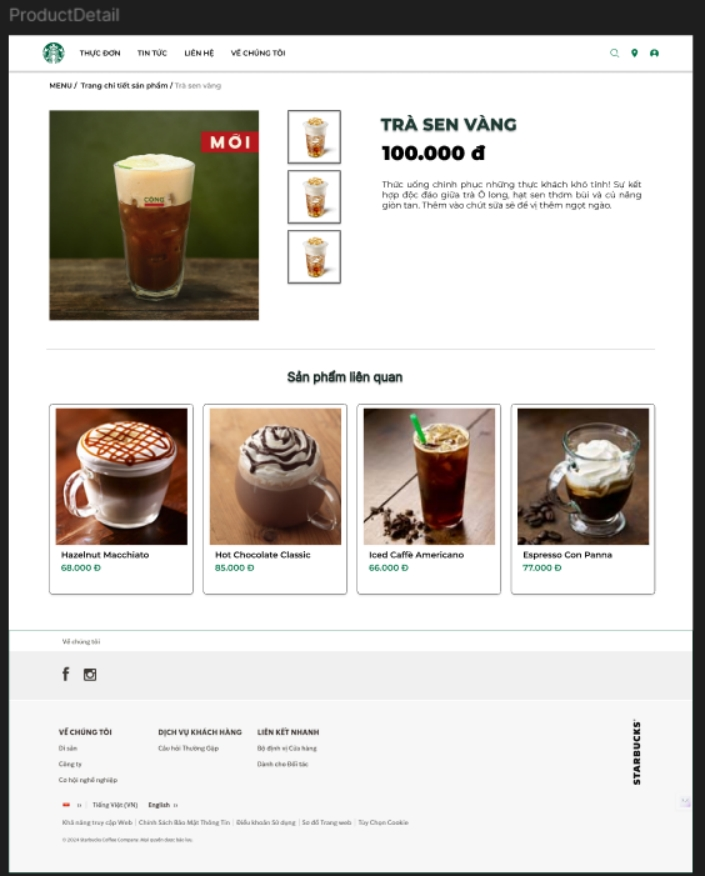 ProductDetail
THỰC ĐƠN TIN TỨC LIÊN HỆ VỀ CHÚNG TÔI
MENU / Trang chi tiết sản phẩm / Trà sen vàng
MỚI
CỘNG
TRÀ SEN VÀNG
100.000 đ
Thức uống chinh phục những thực khách khó tính! Sự kết
hợp độc đáo giữa trà Ô long, hạt sen thơm bùi và củ năng
giòn tan. Thêm vào chút sữa sẽ để vị thêm ngọt ngào.
Sản phẩm liên quan
Hazelnut Macchiato
68.000 Đ
Hot Chocolate Classic
85.000 Đ
Iced Caffè Americano
66.000 Đ
Espresso Con Panna
77.000 Đ
Về chúng tôi
VỀ CHÚNG TÔI
Di sản
Công ty
Cơ hội nghề nghiệp
DỊCH VỤ KHÁCH HÀNG
Câu hỏi Thường Gặp
LIÊN KẾT NHANH
Bộ định vị Cửa hàng
Dành cho Đối tác
STARBUCKS
Tiếng Việt (VN) English
Khả năng truy cập Web | Chính Sách Bảo Mật Thông Tin | Điều khoản Sử dụng | Sơ đồ Trang web | Tùy Chọn Cookie
© 2024 Starbucks Coffee Company. Mọi quyền được bảo lưu.